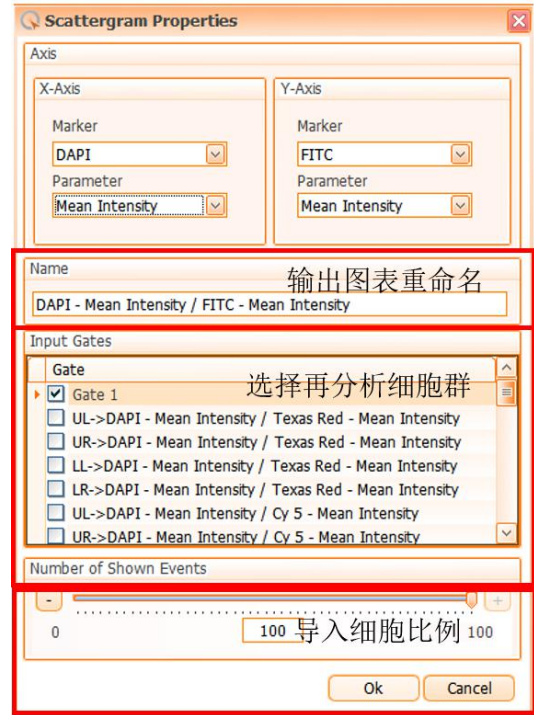 Scattergram Properties
Axis
X-Axis
Y-Axis
Marker
Marker
DAPI
FITC
Parameter
Parameter
Mean Intensity
Mean Intensity
Name
输出图表重命名
DAPI - Mean Intensity / FITC - Mean Intensity
Input Gates
Gate
选择再分析细胞群
Gate 1
UL->DAPI - Mean Intensity / Texas Red - Mean Intensity
UR->DAPI - Mean Intensity / Texas Red - Mean Intensity
LL->DAPI - Mean Intensity / Texas Red - Mean Intensity
LR->DAPI - Mean Intensity / Texas Red - Mean Intensity
UL->DAPI - Mean Intensity / Cy 5 - Mean Intensity
UR->DAPI - Mean Intensity / Cy 5 - Mean Intensity
Number of Shown Events
- +
0 100 导入细胞比例 100
Ok Cancel